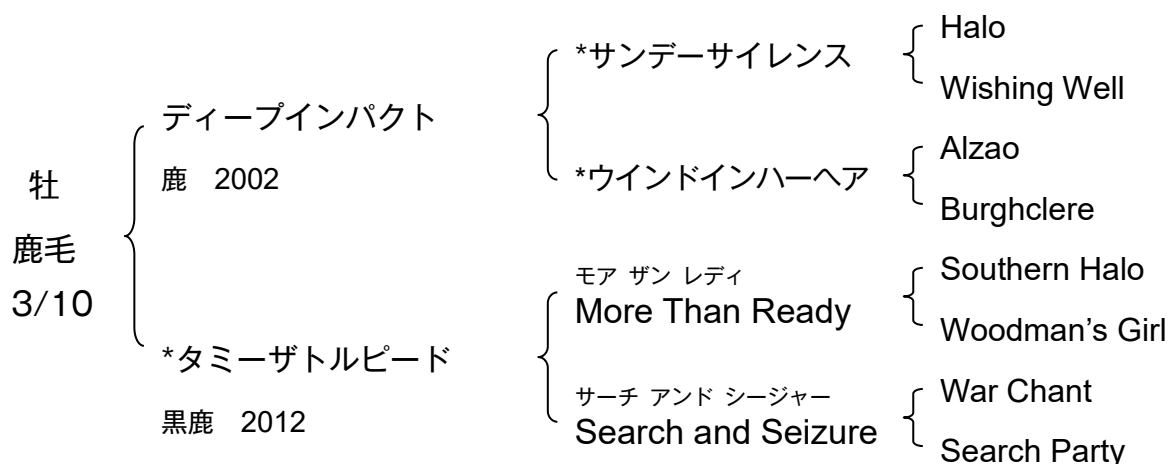 牡
鹿毛
3/10
ディープインパクト
鹿 2002
*サンデーサイレンス
Halo
Wishing Well
*ウインドインハーヘア
Alzao
Burghclere
*タミーザトルピード
黒鹿 2012
モア ザン レディ
More Than Ready
Southern Halo
Woodman’s Girl
サーチ アンド シージャー
Search and Seizure
War Chant
Search Party